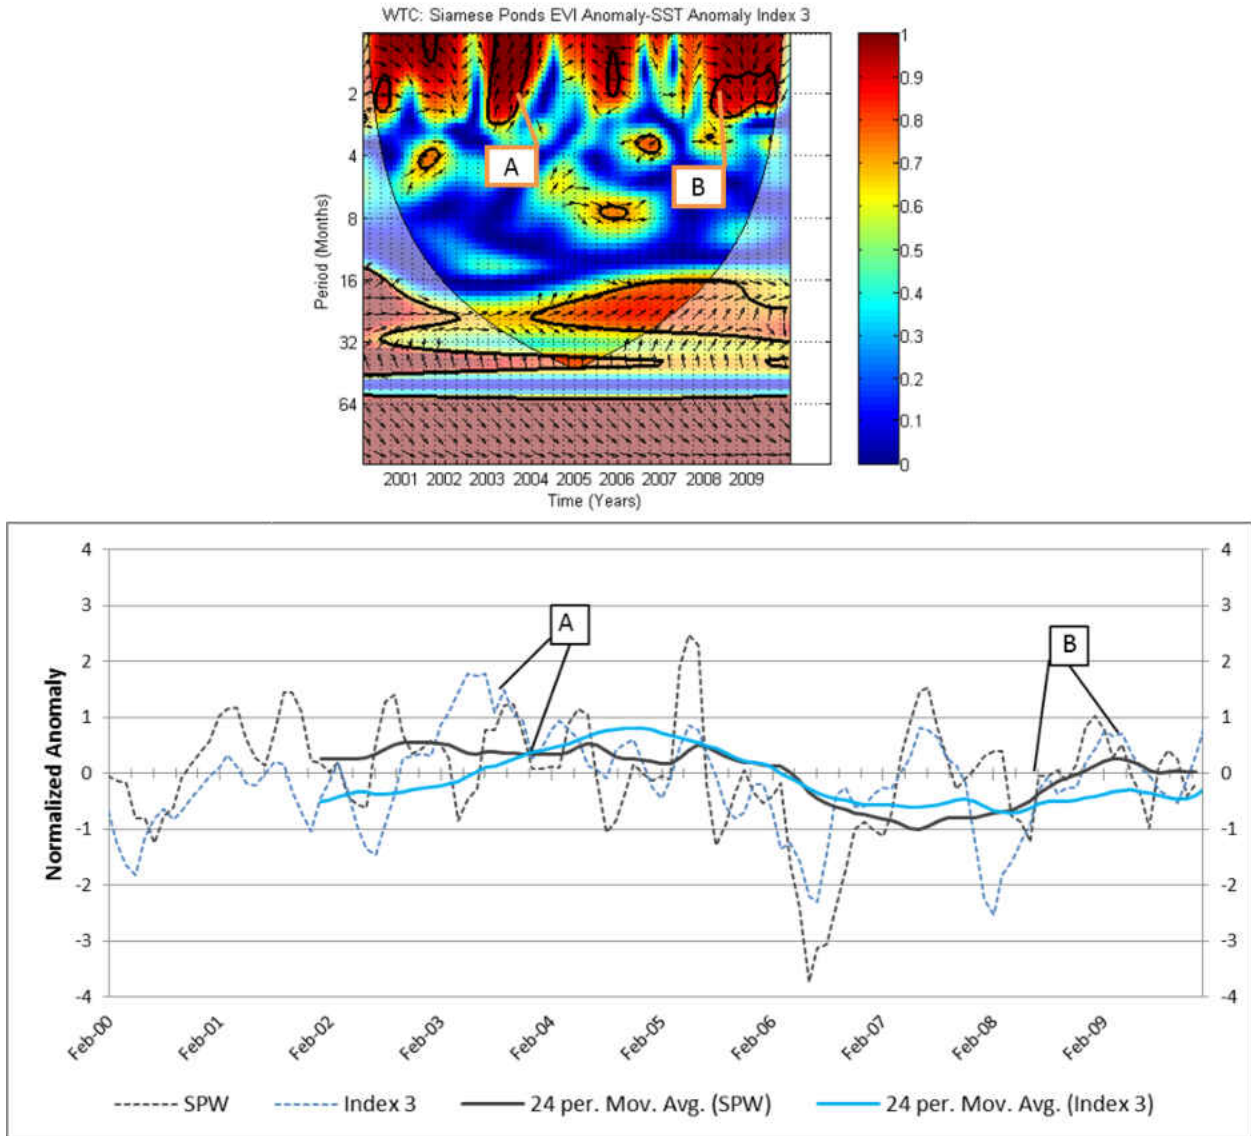 WTC: Siamese Ponds EVI Anomaly-SST Anomaly Index 3
Period (Months)
2
4
8
16
32
64
A
B
2001 2002 2003 2004 2005 2006 2007 2008 2009
Time (Years)
1
0.9
0.8
0.7
0.6
0.5
0.4
0.3
0.2
0.1
0
Normalized Anomaly
4
3
2
1
0
-1
-2
-3
-4
A
B
4
3
2
1
0
-1
-2
-3
-4
Feb-00
Feb-01
Feb-02
Feb-03
Feb-04
Feb-05
Feb-06
Feb-07
Feb-08
Feb-09
SPW Index 3 24 per. Mov. Avg. (SPW) 24 per. Mov. Avg. (Index 3)